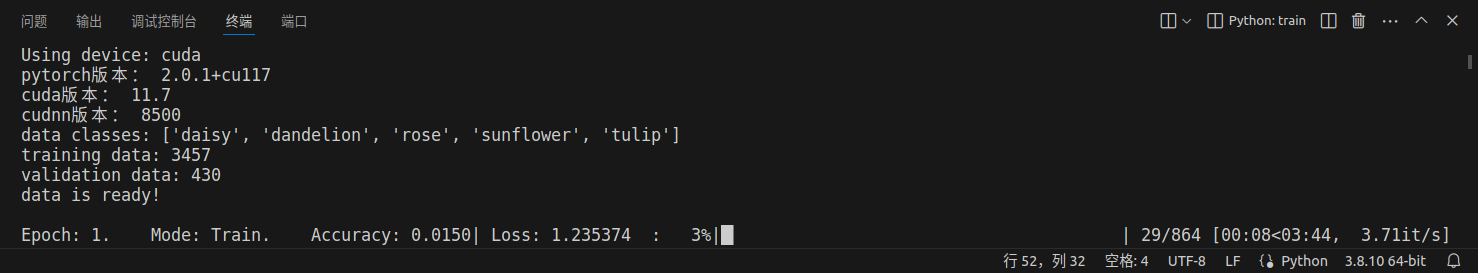 问题 输出 调试控制台 终端 端口 Python: train
Using device: cuda
pytorch版本： 2.0.1+cu117
cuda版本： 11.7
cudnn版本： 8500
data classes: ['daisy', 'dandelion', 'rose', 'sunflower', 'tulip']
training data: 3457
validation data: 430
data is ready!
Epoch: 1. Mode: Train. Accuracy: 0.0150| Loss: 1.235374 : 3%|█ | 29/864 [00:08<03:44, 3.71it/s]
行 52，列 32 空格: 4 UTF-8 LF Python 3.8.10 64-bit